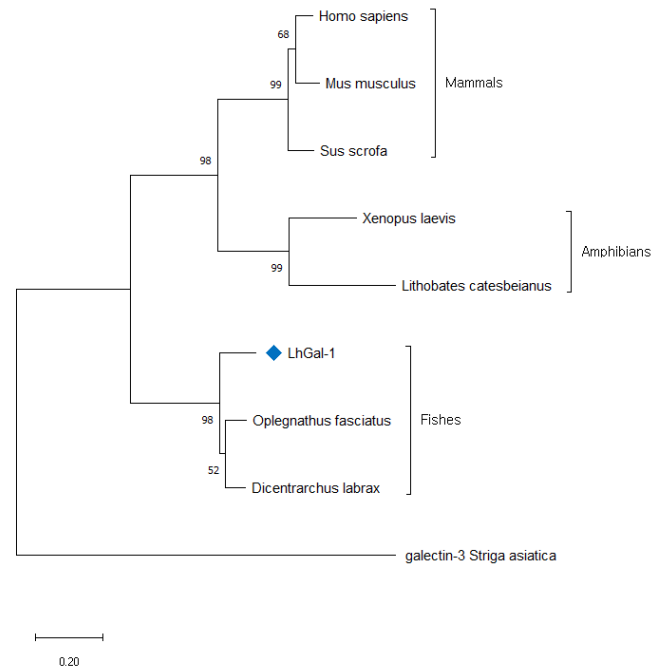 Homo sapiens
68
Mus musculus
Mammals
99
Sus scrofa
98
Xenopus laevis
Amphibians
99
Lithobates catesbeianus
LhGal-1
98
Oplegnathus fasciatus
Fishes
52
Dicentrarchus labrax
galectin-3 Striga asiatica
0.20